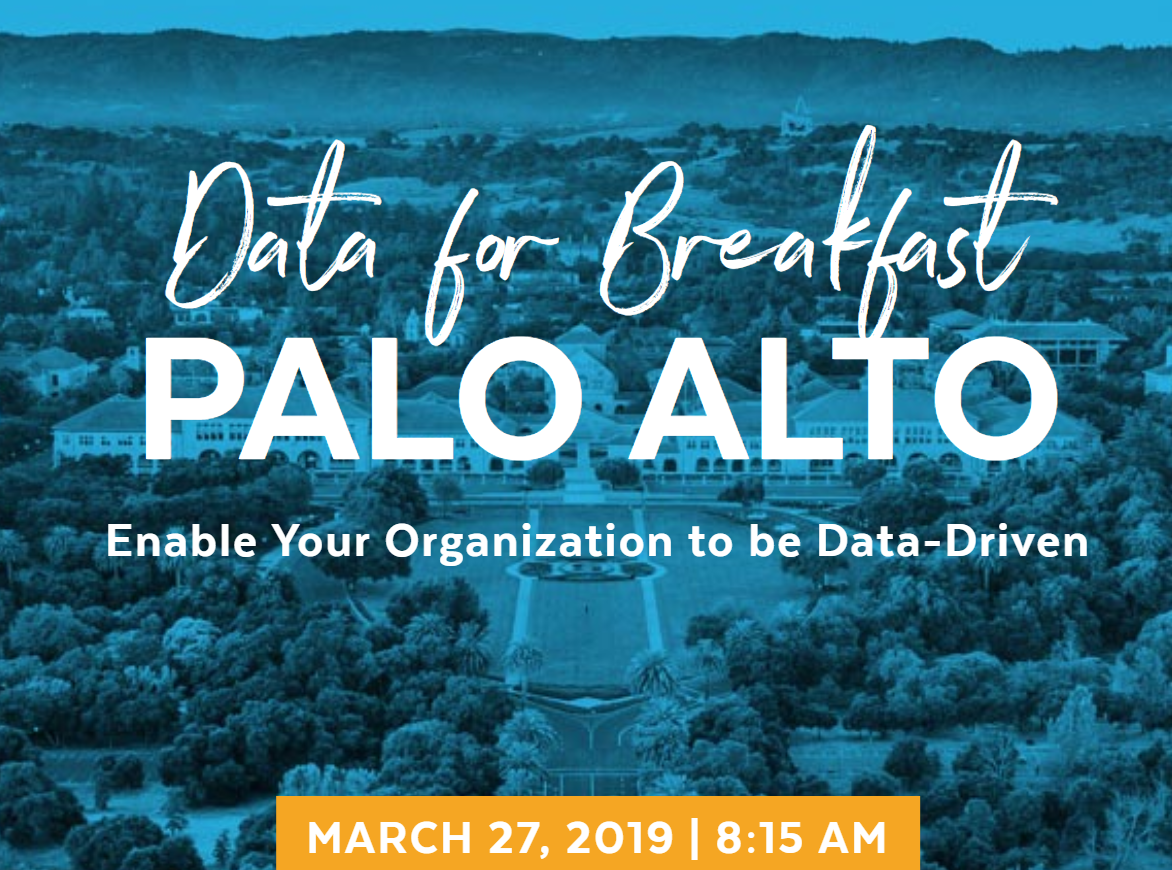 Data for Breakfast
PALO ALTO
Enable Your Organization to be Data-Driven
MARCH 27, 2019 | 8:15 AM